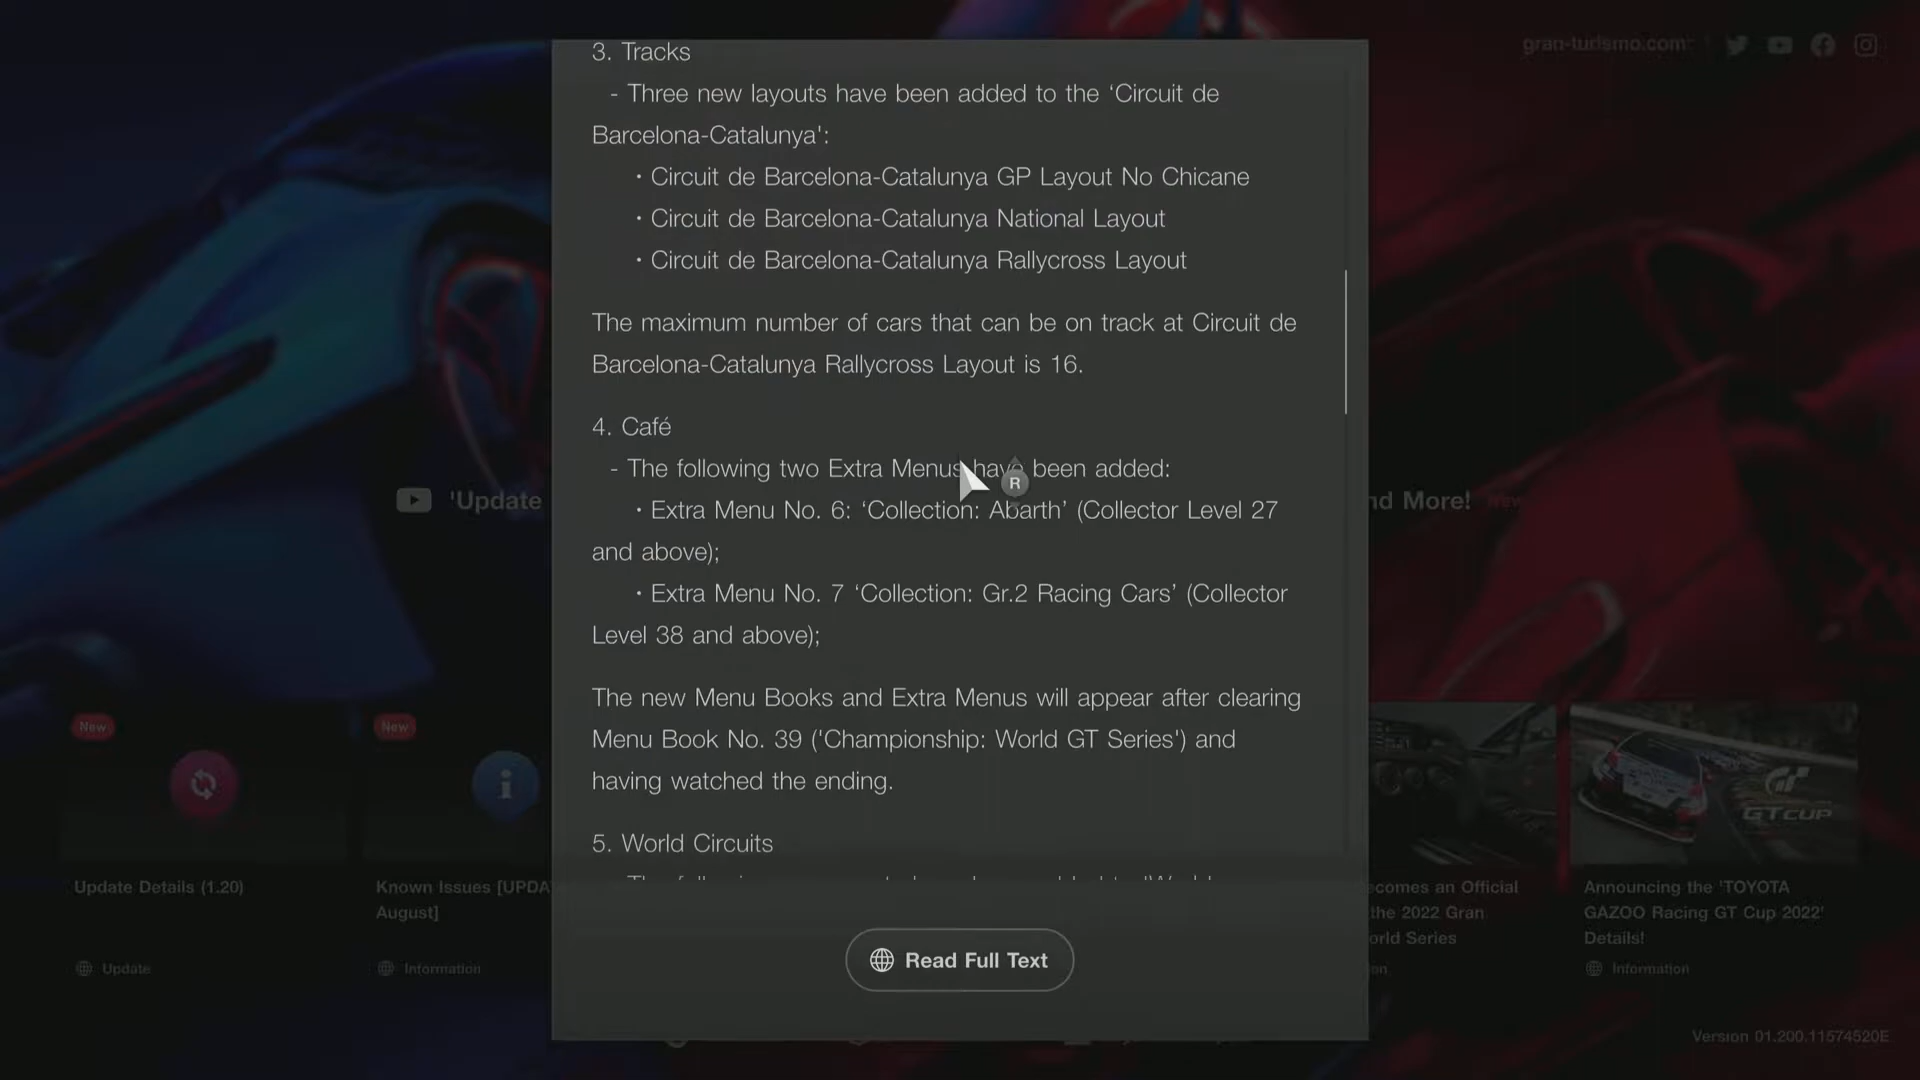 gran-turismo.com
3. Tracks
- Three new layouts have been added to the ‘Circuit de
Barcelona-Catalunya':
・Circuit de Barcelona-Catalunya GP Layout No Chicane
・Circuit de Barcelona-Catalunya National Layout
・Circuit de Barcelona-Catalunya Rallycross Layout
The maximum number of cars that can be on track at Circuit de
Barcelona-Catalunya Rallycross Layout is 16.
4. Café
- The following two Extra Menus have been added:
R
・Extra Menu No. 6: ‘Collection: Abarth’ (Collector Level 27
and above);
・Extra Menu No. 7 ‘Collection: Gr.2 Racing Cars’ (Collector
Level 38 and above);
The new Menu Books and Extra Menus will appear after clearing
Menu Book No. 39 ('Championship: World GT Series') and
having watched the ending.
5. World Circuits
Read Full Text
'Update
nd More! New
New
Update Details (1.20)
Update
New
Known Issues [UPDA
August]
Information
ecomes an Official
the 2022 Gran
orld Series
on
GT CUP
Announcing the 'TOYOTA
GAZOO Racing GT Cup 2022'
Details!
Information
Version 01.200.11574520E